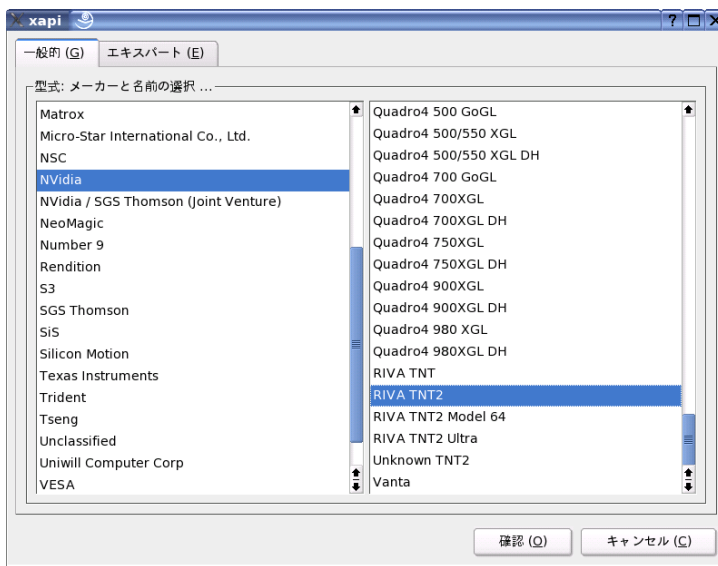 xapi
一般的 (G)
エキスパート (E)
型式: メーカーと名前の選択 ...
Matrox
Micro-Star International Co., Ltd.
NSC
NVidia
NVidia / SGS Thomson (Joint Venture)
NeoMagic
Number 9
Rendition
S3
SGS Thomson
SiS
Silicon Motion
Texas Instruments
Trident
Tseng
Unclassified
Uniwill Computer Corp
VESA
Quadro4 500 GoGL
Quadro4 500/550 XGL
Quadro4 500/550 XGL DH
Quadro4 700 GoGL
Quadro4 700XGL
Quadro4 700XGL DH
Quadro4 750XGL
Quadro4 750XGL DH
Quadro4 900XGL
Quadro4 900XGL DH
Quadro4 980 XGL
Quadro4 980XGL DH
RIVA TNT
RIVA TNT2
RIVA TNT2 Model 64
RIVA TNT2 Ultra
Unknown TNT2
Vanta
確認 (O)
キャンセル (C)